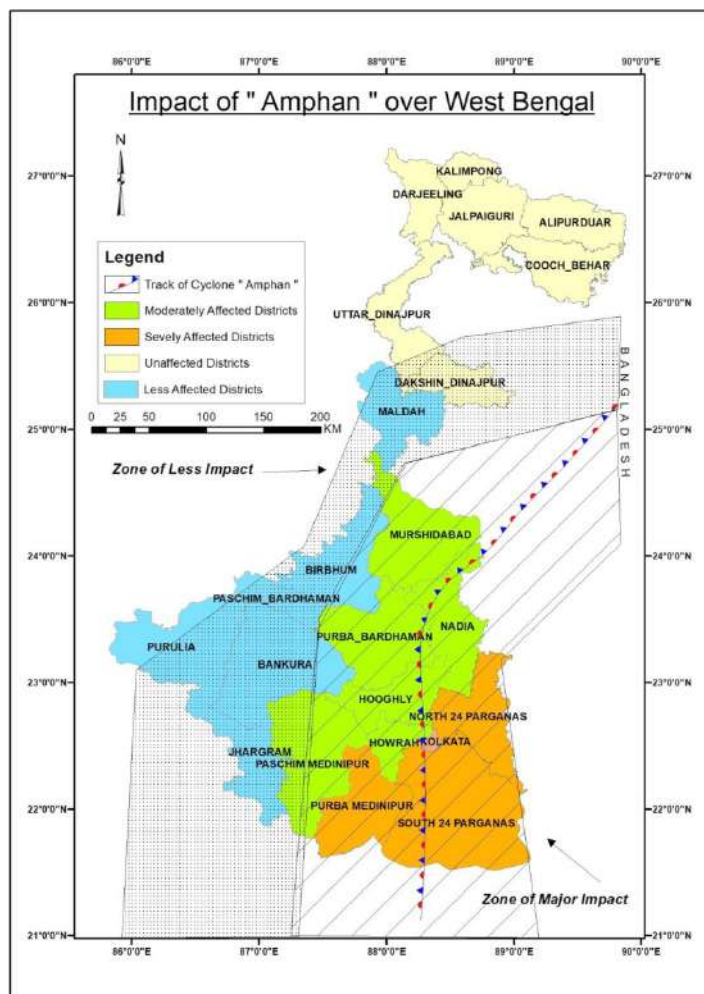 86°0'0"E 87°0'0"E 88°0'0"E 89°0'0"E 90°0'0"E
Impact of " Amphan " over West Bengal
N
27°0'0"N 27°0'0"N
KALIMPONG
DARJEELING
JALPAIGURI
ALIPURDUAR
COOCH_BEHAR
Legend
Track of Cyclone " Amphan "
Moderately Affected Districts
Sevely Affected Districts
Unaffected Districts
Less Affected Districts
26°0'0"N 26°0'0"N
UTTAR_DINAJPUR
BANGLADESH
DAKSHIN_DINAJPUR
MALDAH
0 25 50 100 150 200
KM
25°0'0"N 25°0'0"N
Zone of Less Impact
MURSHIDABAD
24°0'0"N 24°0'0"N
BIRBHUM
PASCHIM_BARDHAMAN
NADIA
PURBA_BARDHAMAN
PURULIA
BANKURA
23°0'0"N 23°0'0"N
HOOGHLY
NORTH 24 PARGANAS
HOWRAH KOLKATA
JHARGRAM
PASCHIM MEDINIPUR
22°0'0"N 22°0'0"N
PURBA MEDINIPUR
SOUTH 24 PARGANAS
Zone of Major Impact
21°0'0"N 21°0'0"N
86°0'0"E 87°0'0"E 88°0'0"E 89°0'0"E 90°0'0"E